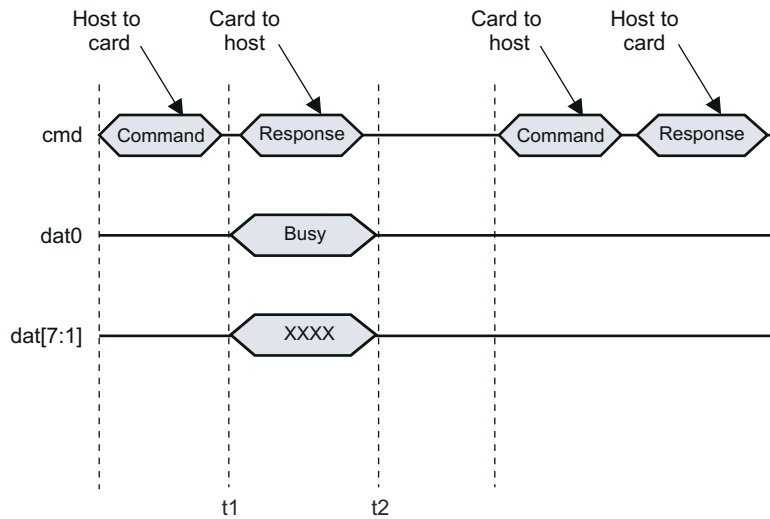 Host to
card
Card to
host
Card to
host
Host to
card
cmd
Command
Response
Command
Response
dat0
Busy
dat[7:1]
XXXX
t1
t2